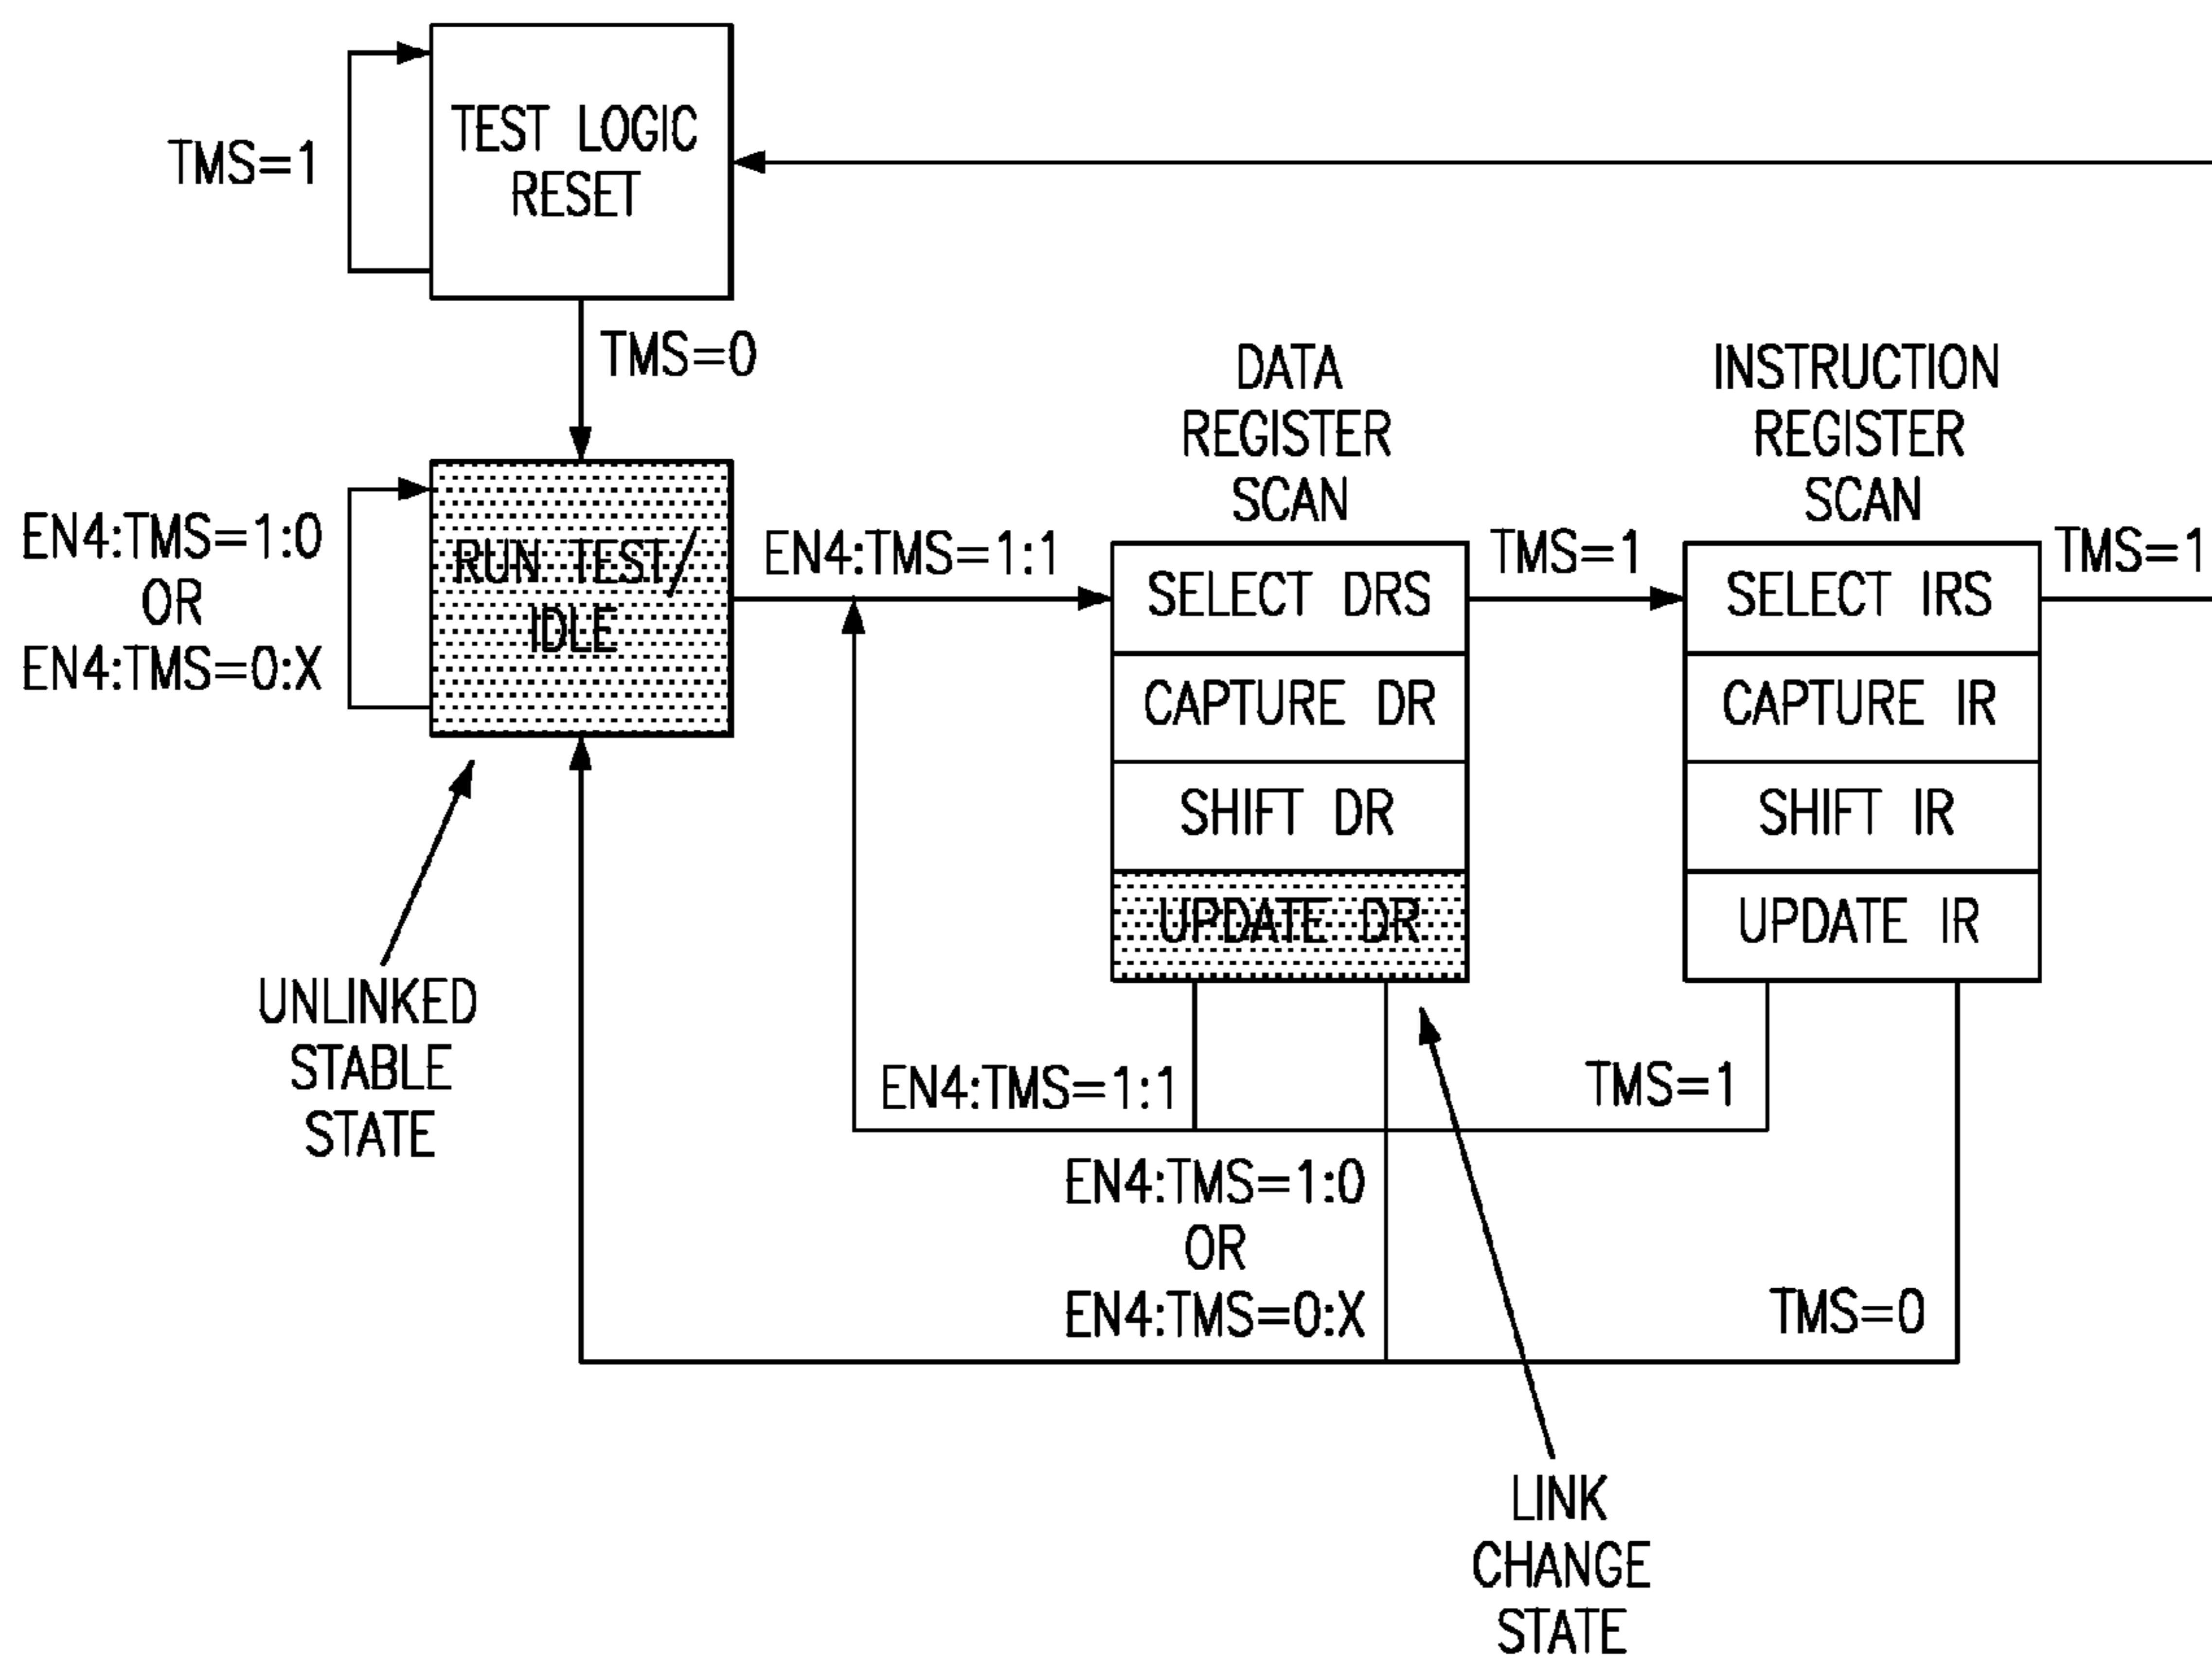 TEST LOGIC
RESET
TMS=1
TMS=0
EN4:TMS=1:0
OR
EN4:TMS=0:X
RUN TEST/
IDLE
EN4:TMS=1:1
UNLINKED
STABLE
STATE
DATA
REGISTER
SCAN
SELECT DRS
CAPTURE DR
SHIFT DR
UPDATE DR
TMS=1
INSTRUCTION
REGISTER
SCAN
SELECT IRS
CAPTURE IR
SHIFT IR
UPDATE IR
TMS=1
EN4:TMS=1:1
TMS=1
EN4:TMS=1:0
OR
EN4:TMS=0:X
TMS=0
LINK
CHANGE
STATE